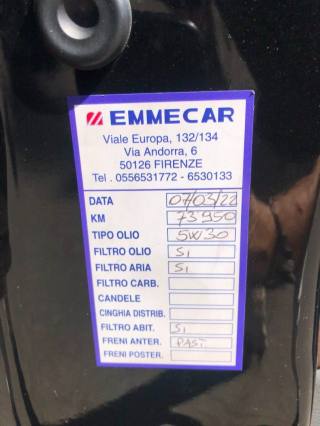 EMMECAR
Viale Europa, 132/134
Via Andorra, 6
50126 FIRENZE
Tel. 0556531772 - 6530133
DATA 07/03/22
KM 73950
TIPO OLIO 5W30
FILTRO OLIO SI
FILTRO ARIA SI
FILTRO CARB.
CANDELE
CINGHIA DISTRIB.
FILTRO ABIT. SI
FRENI ANTER. PAST
FRENI POSTER.